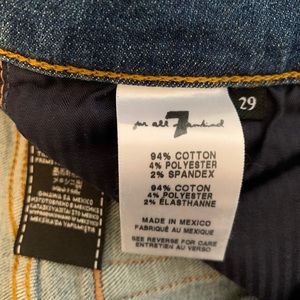 for all 7 mankind
29
94% COTTON
4% POLYESTER
2% SPANDEX
94% COTON
4% POLYESTER
2% ÉLASTHANNE
MADE IN MEXICO
FABRIQUÉ AU MEXIQUE
SEE REVERSE FOR CARE
ENTRETIEN AU VERSO